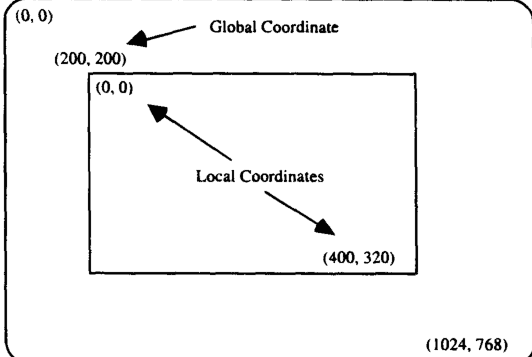 (0, 0)
Global Coordinate
(200, 200)
(0, 0)
Local Coordinates
(400, 320)
(1024, 768)